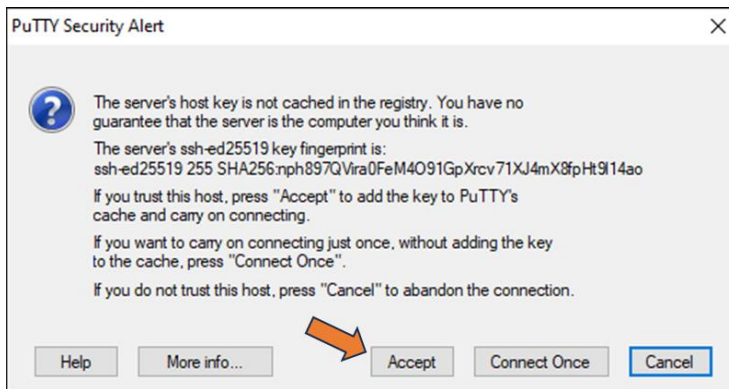 PuTTY Security Alert
The server's host key is not cached in the registry. You have no
guarantee that the server is the computer you think it is.
The server's ssh-ed25519 key fingerprint is:
ssh-ed25519 255 SHA256:nph897QVira0FeM4O91GpXrcv71XJ4mX8fpHt9I14ao
If you trust this host, press "Accept" to add the key to PuTTY's
cache and carry on connecting.
If you want to carry on connecting just once, without adding the key
to the cache, press "Connect Once".
If you do not trust this host, press "Cancel" to abandon the connection.
Help More info... Accept Connect Once Cancel